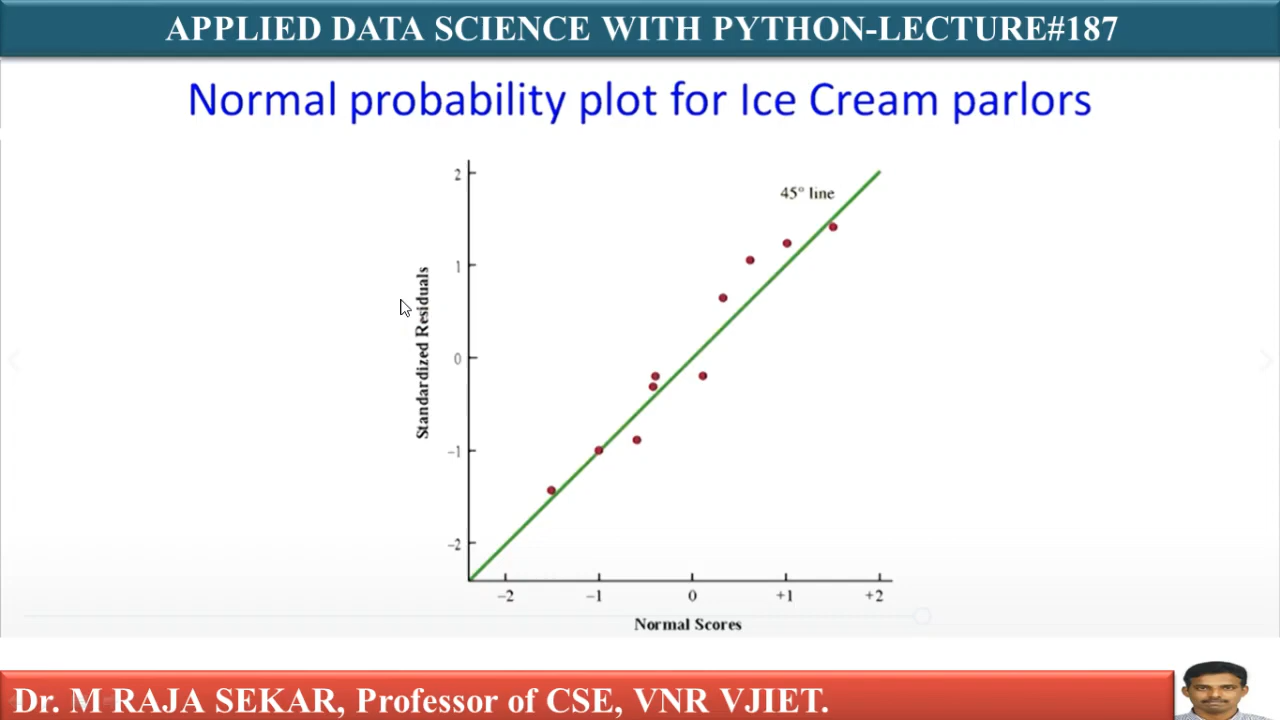 APPLIED DATA SCIENCE WITH PYTHON-LECTURE#187
Normal probability plot for Ice Cream parlors
2
45° line
1
0
−1
−2
Standardized Residuals
−2 −1 0 +1 +2
Normal Scores
Dr. M RAJA SEKAR, Professor of CSE, VNR VJIET.